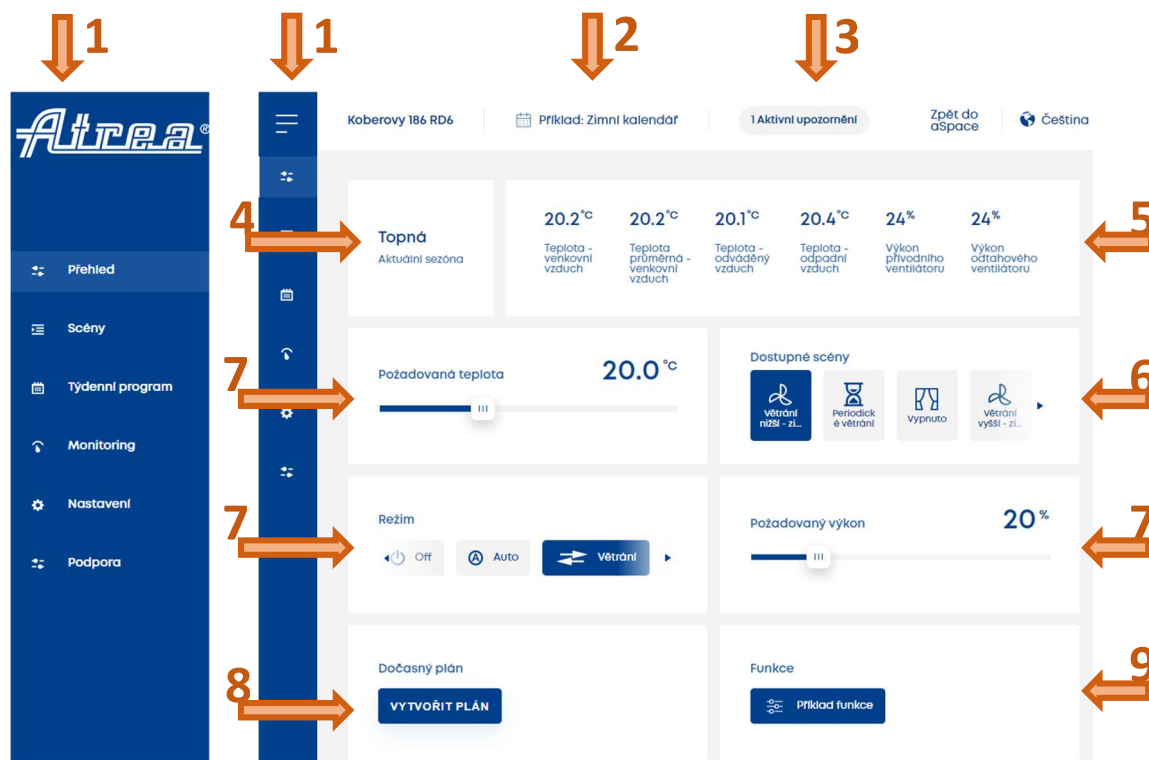 1
1
2
3
Atrea®
Koberovy 186 RD6
Příklad: Zimní kalendář
1 Aktivní upozornění
Zpět do
aSpace
Čeština
4
5
Topná
Aktuální sezóna
20.2°C
Teplota -
venkovní
vzduch
20.2°C
Teplota
průměrná -
venkovní
vzduch
20.1°C
Teplota -
odváděný
vzduch
20.4°C
Teplota -
odpadní
vzduch
24%
Výkon
přívodního
ventilátoru
24%
Výkon
odtahového
ventilátoru
Přehled
Scény
Týdenní program
Monitoring
Nastavení
Podpora
7
Požadovaná teplota
20.0°C
6
Dostupné scény
Větrání
nižší - zi...
Periodick
é větrání
Vypnuto
Větrání
vyšší - zi...
7
Režim
Off
A
Auto
Větrání
7
Požadovaný výkon
20%
8
Dočasný plán
VYTVOŘIT PLÁN
9
Funkce
Příklad funkce